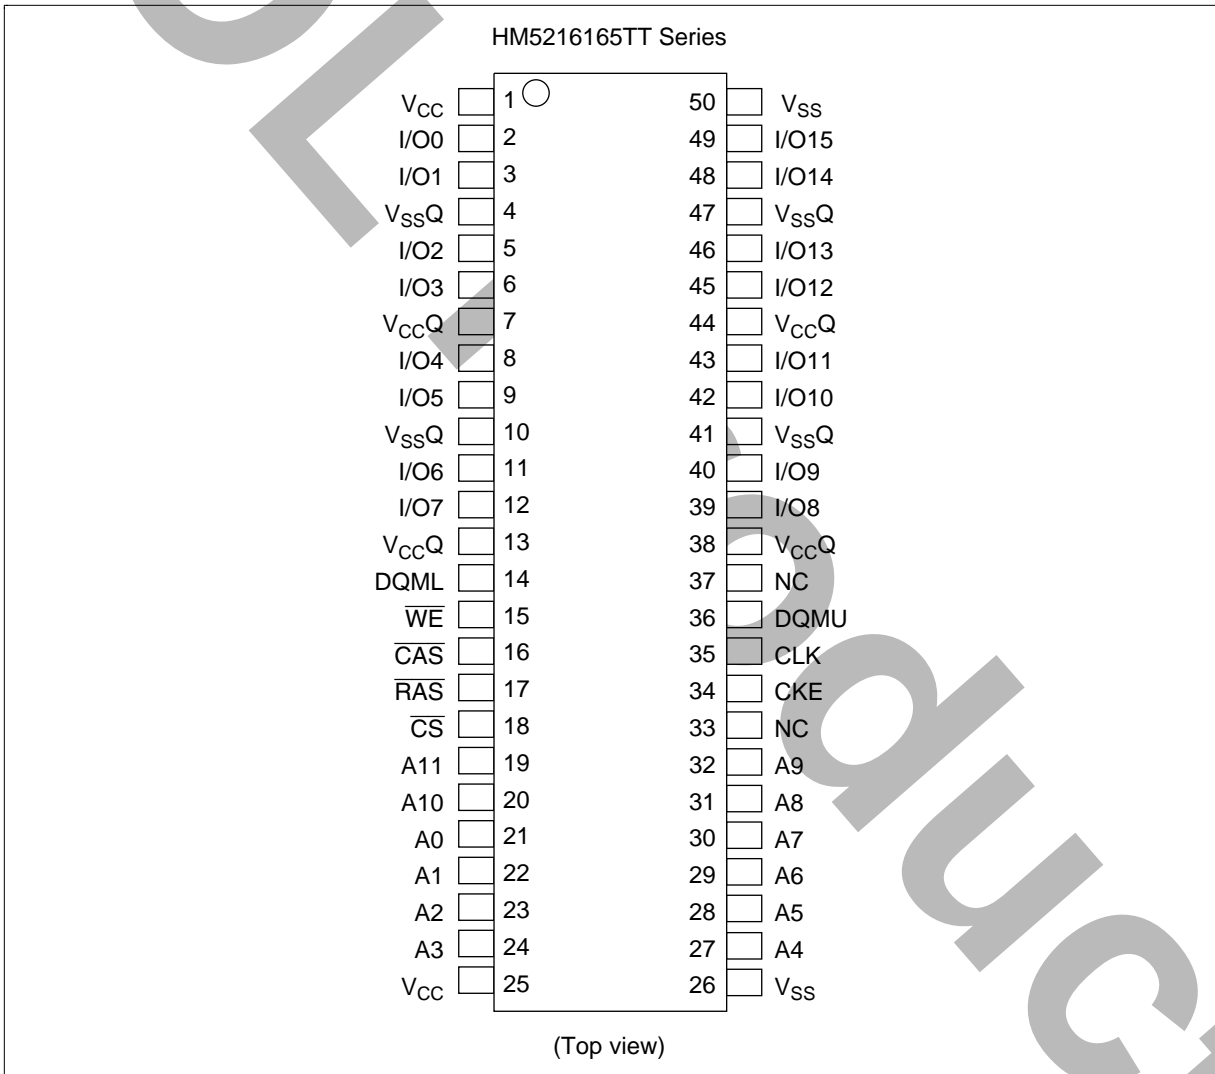 HM5216165TT Series
VCC 1 50 VSS
I/O0 2 49 I/O15
I/O1 3 48 I/O14
VSSQ 4 47 VSSQ
I/O2 5 46 I/O13
I/O3 6 45 I/O12
VCCQ 7 44 VCCQ
I/O4 8 43 I/O11
I/O5 9 42 I/O10
VSSQ 10 41 VSSQ
I/O6 11 40 I/O9
I/O7 12 39 I/O8
VCCQ 13 38 VCCQ
DQML 14 37 NC
W̅E̅ 15 36 DQMU
C̅A̅S̅ 16 35 CLK
R̅A̅S̅ 17 34 CKE
C̅S̅ 18 33 NC
A11 19 32 A9
A10 20 31 A8
A0 21 30 A7
A1 22 29 A6
A2 23 28 A5
A3 24 27 A4
VCC 25 26 VSS
(Top view)